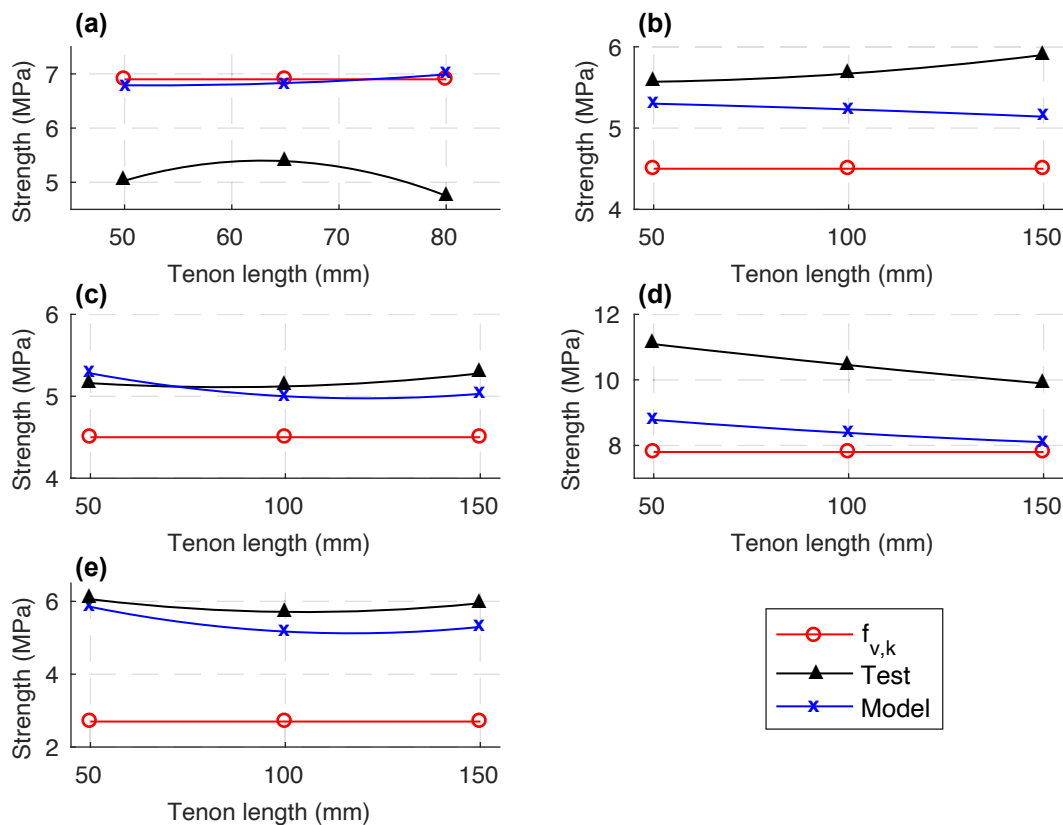 (a)
Strength (MPa)
7
6
5
50 60 70 80
Tenon length (mm)
(b)
Strength (MPa)
6
5
4
50 100 150
Tenon length (mm)
(c)
Strength (MPa)
6
5
4
50 100 150
Tenon length (mm)
(d)
Strength (MPa)
12
10
8
50 100 150
Tenon length (mm)
(e)
Strength (MPa)
6
4
2
50 100 150
Tenon length (mm)
f v,k
Test
Model